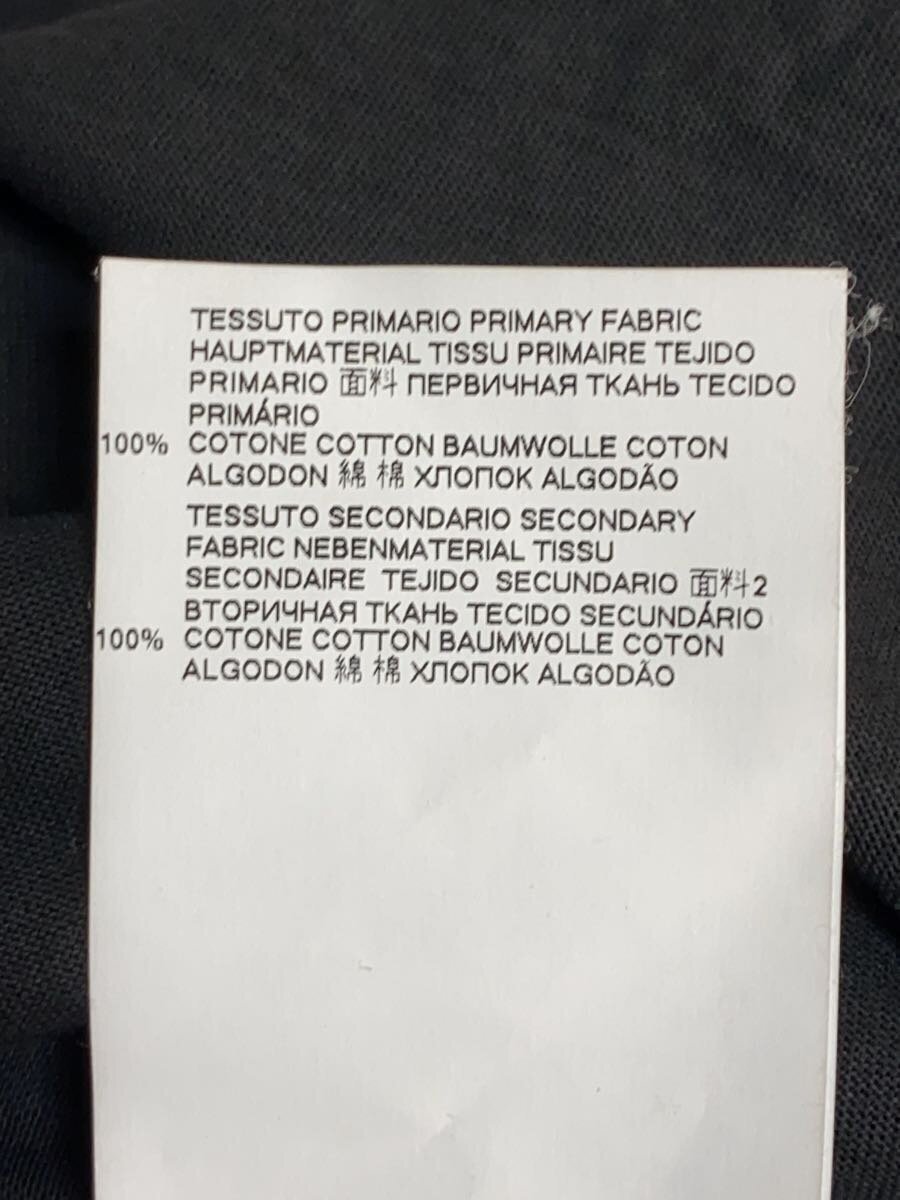 TESSUTO PRIMARIO PRIMARY FABRIC
HAUPTMATERIAL TISSU PRIMAIRE TEJIDO
PRIMARIO 面料 ПЕРВИЧНАЯ ТКАНЬ TECIDO
PRIMÁRIO
100% COTONE COTTON BAUMWOLLE COTON
ALGODON 綿 棉 ХЛОПОК ALGODÃO
TESSUTO SECONDARIO SECONDARY
FABRIC NEBENMATERIAL TISSU
SECONDAIRE TEJIDO SECUNDARIO 面料2
ВТОРИЧНАЯ ТКАНЬ TECIDO SECUNDÁRIO
100% COTONE COTTON BAUMWOLLE COTON
ALGODON 綿 棉 ХЛОПОК ALGODÃO